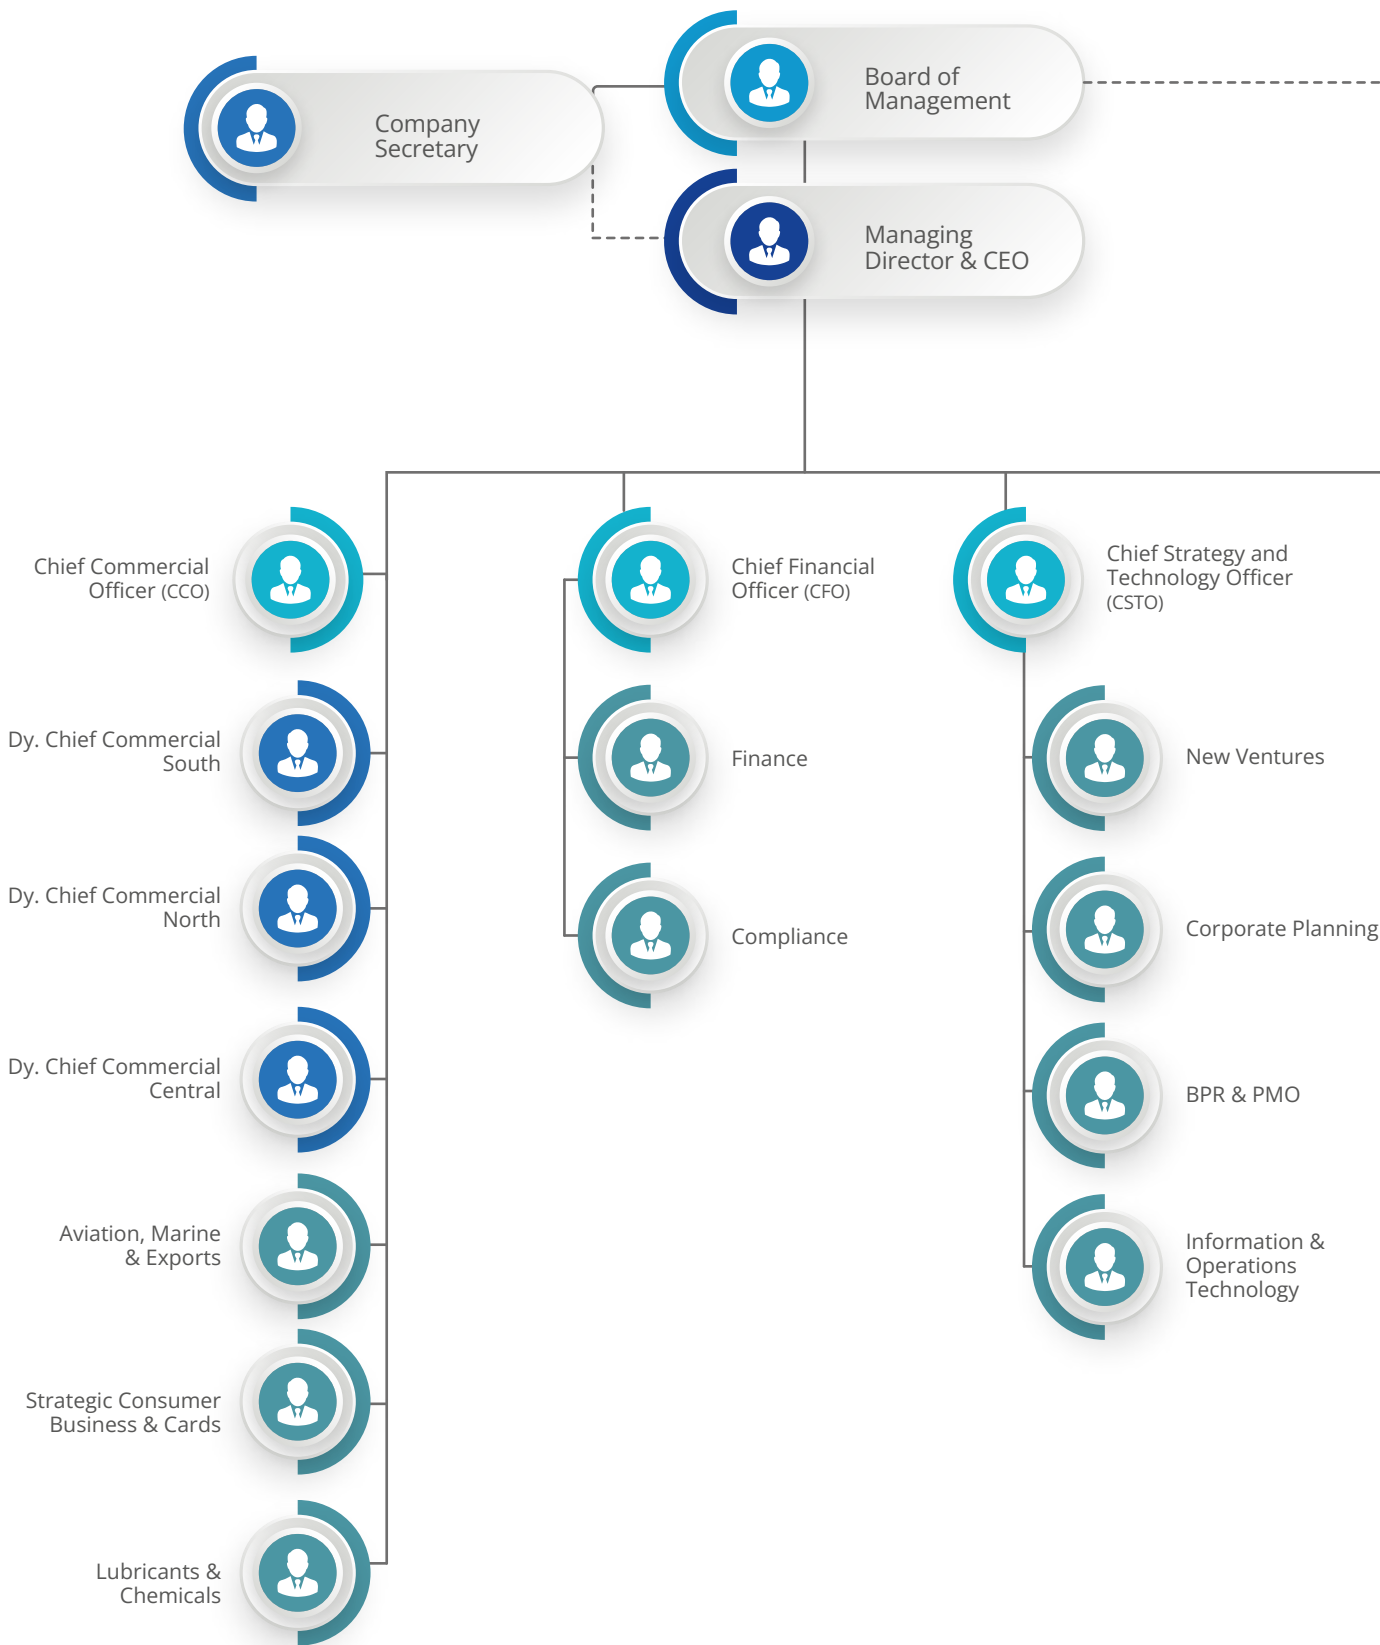 Board of
Management
Company
Secretary
Managing
Director & CEO
Chief Commercial
Officer (CCO)
Dy. Chief Commercial
South
Dy. Chief Commercial
North
Dy. Chief Commercial
Central
Aviation, Marine
& Exports
Strategic Consumer
Business & Cards
Lubricants &
Chemicals
Chief Financial
Officer (CFO)
Finance
Compliance
Chief Strategy and
Technology Officer
(CSTO)
New Ventures
Corporate Planning
BPR & PMO
Information &
Operations
Technology